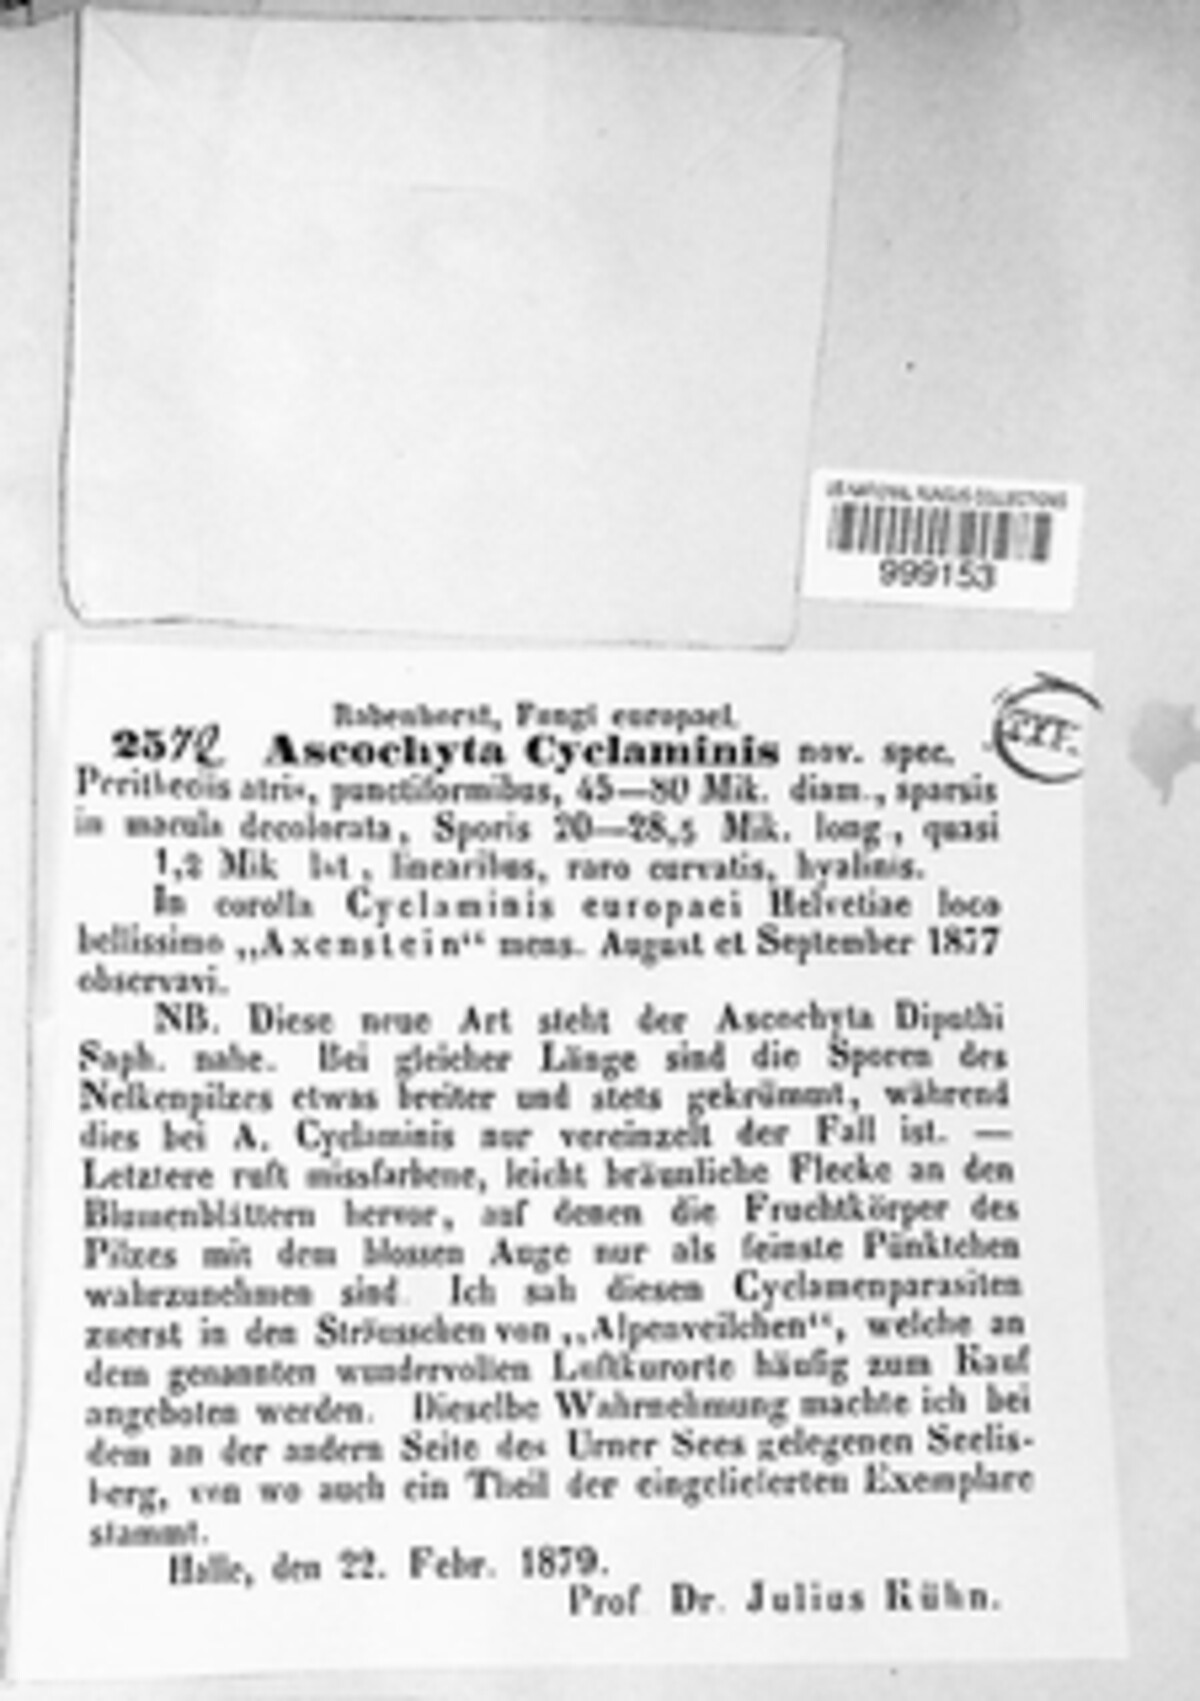 US NATIONAL FUNGUS COLLECTIONS
999153
Rabenhorst, Fungi europaei.
TYP.
Ascochyta Cyclaminis nov. spec.
Peritheciis atris, punctiformibus, 45—80 Mik. diam., sparsis
in macula decolorata, Sporis 20—28,5 Mik. long., quasi
1,2 Mik lat, linearibus, raro curvatis, hyalinis.
In corolla Cyclaminis europaei Helvetiae loco
bellissimo „Axenstein“ mens. August et September 1877
observavi.
NB. Diese neue Art steht der Ascochyta Dipathi
Saph. nahe. Bei gleicher Länge sind die Sporen des
Nelkenpilzes etwas breiter und stets gekrümmt, während
dies bei A. Cyclaminis nur vereinzelt der Fall ist. —
Letztere ruft missfarbene, leicht bräunliche Flecke an den
Blumenblättern hervor, auf denen die Fruchtkörper des
Pilzes mit dem blossen Auge nur als feinste Pünktchen
wahrzunehmen sind. Ich sah diesen Cyclamenparasiten
zuerst in den Sträusschen von „Alpenveilchen“, welche an
dem genannten wundervollen Luftkurorte häufig zum Kauf
angeboten werden. Dieselbe Wahrnehmung machte ich bei
dem an der andern Seite des Urner Sees gelegenen Seelis-
berg, von wo auch ein Theil der eingelieferten Exemplare
stammt.
Halle, den 22. Febr. 1879.
Prof. Dr. Julius Kühn.